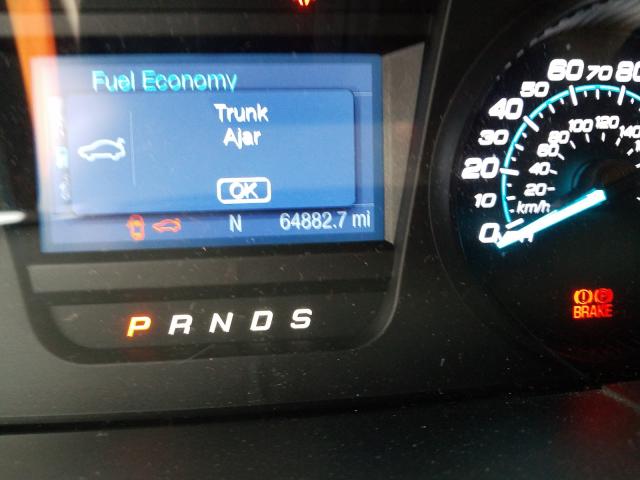 Fuel Economy
Trunk
Ajar
OK
N 64882.7 mi
P R N D S
0 10 20 30 40 50 60 70 80
20 40 60 80 100 120 140
km/h
BRAKE